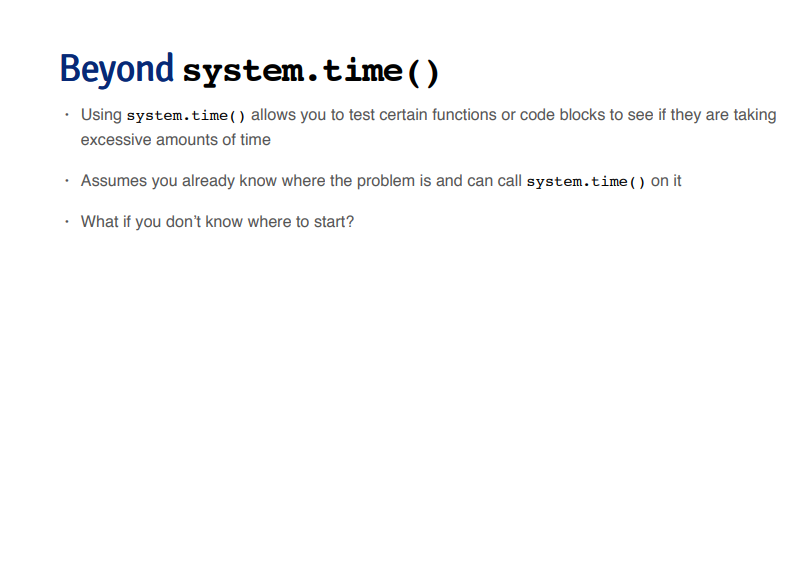 Beyond system.time()
· Using system.time() allows you to test certain functions or code blocks to see if they are taking
excessive amounts of time
· Assumes you already know where the problem is and can call system.time() on it
· What if you don’t know where to start?